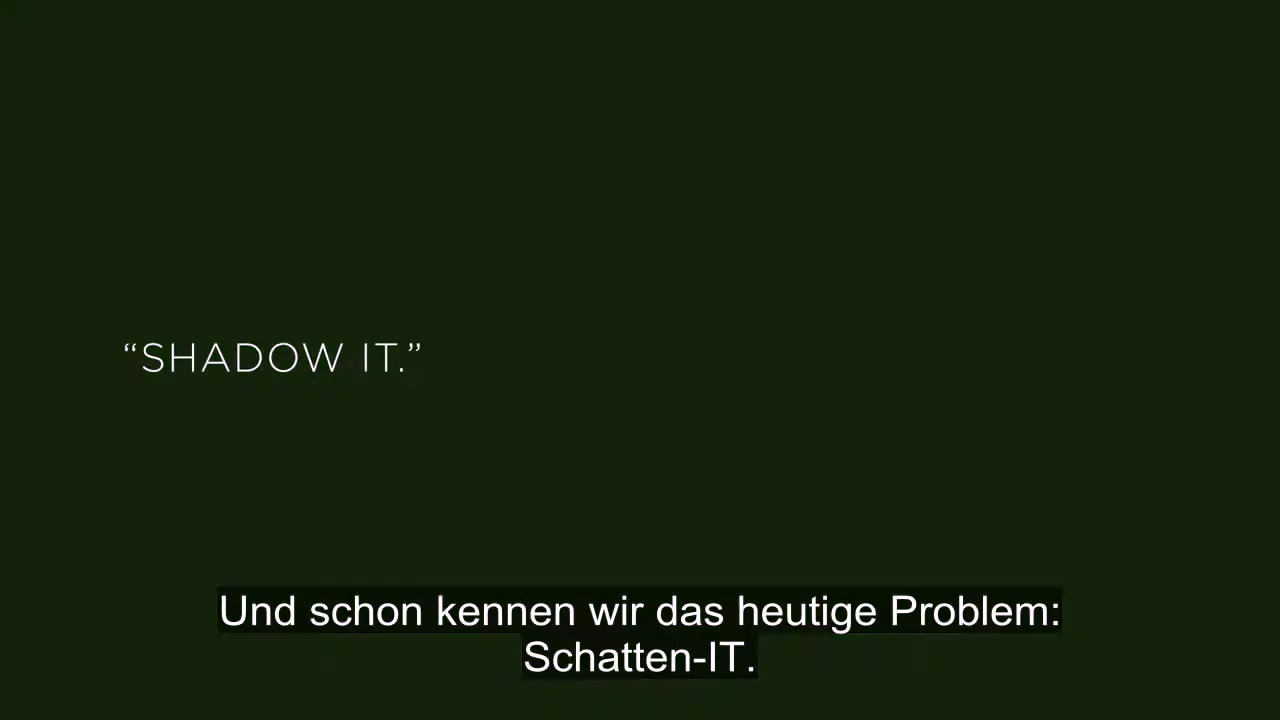 “SHADOW IT.”
Und schon kennen wir das heutige Problem:
Schatten-IT.